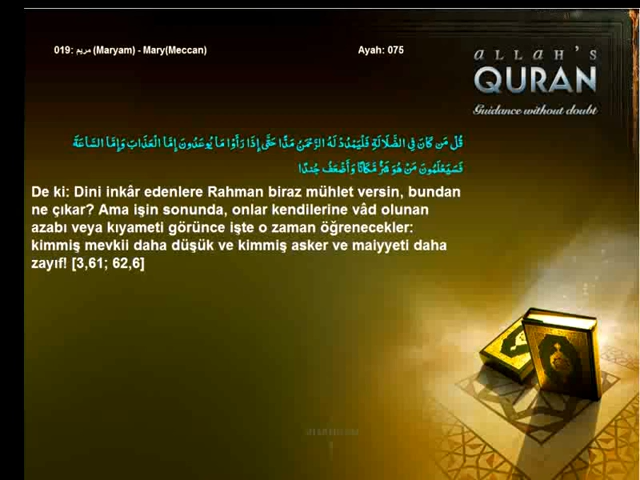 019: مريم (Maryam) - Mary(Meccan) Ayah: 075
ALLAH'S
QURAN
Guidance without doubt
قُلْ مَن كَانَ فِي الضَّلَالَةِ فَلْيَمْدُدْ لَهُ الرَّحْمَنُ مَدًّا حَتَّى إِذَا رَأَوْا مَا يُوعَدُونَ إِمَّا الْعَذَابَ وَإِمَّا السَّاعَةَ
فَسَيَعْلَمُونَ مَنْ هُوَ شَرٌّ مَّكَانًا وَأَضْعَفُ جُندًا
De ki: Dini inkâr edenlere Rahman biraz mühlet versin, bundan
ne çıkar? Ama işin sonunda, onlar kendilerine vâd olunan
azabı veya kıyameti görünce işte o zaman öğrenecekler:
kimmiş mevkii daha düşük ve kimmiş asker ve maiyyeti daha
zayıf! [3,61; 62,6]